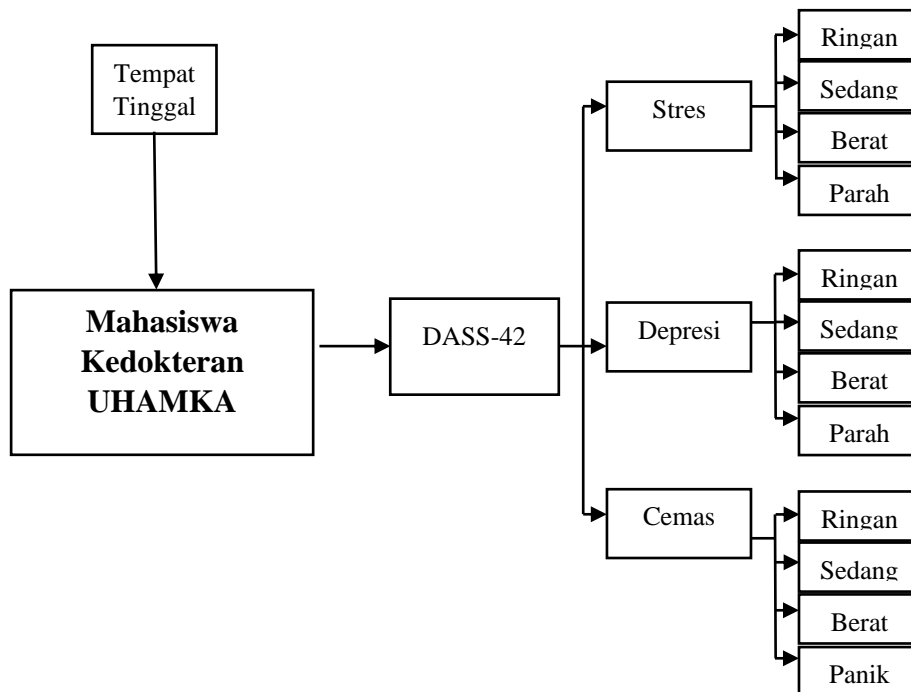 Tempat
Tinggal
Mahasiswa
Kedokteran
UHAMKA
DASS-42
Stres
Ringan
Sedang
Berat
Parah
Depresi
Ringan
Sedang
Berat
Parah
Cemas
Ringan
Sedang
Berat
Panik